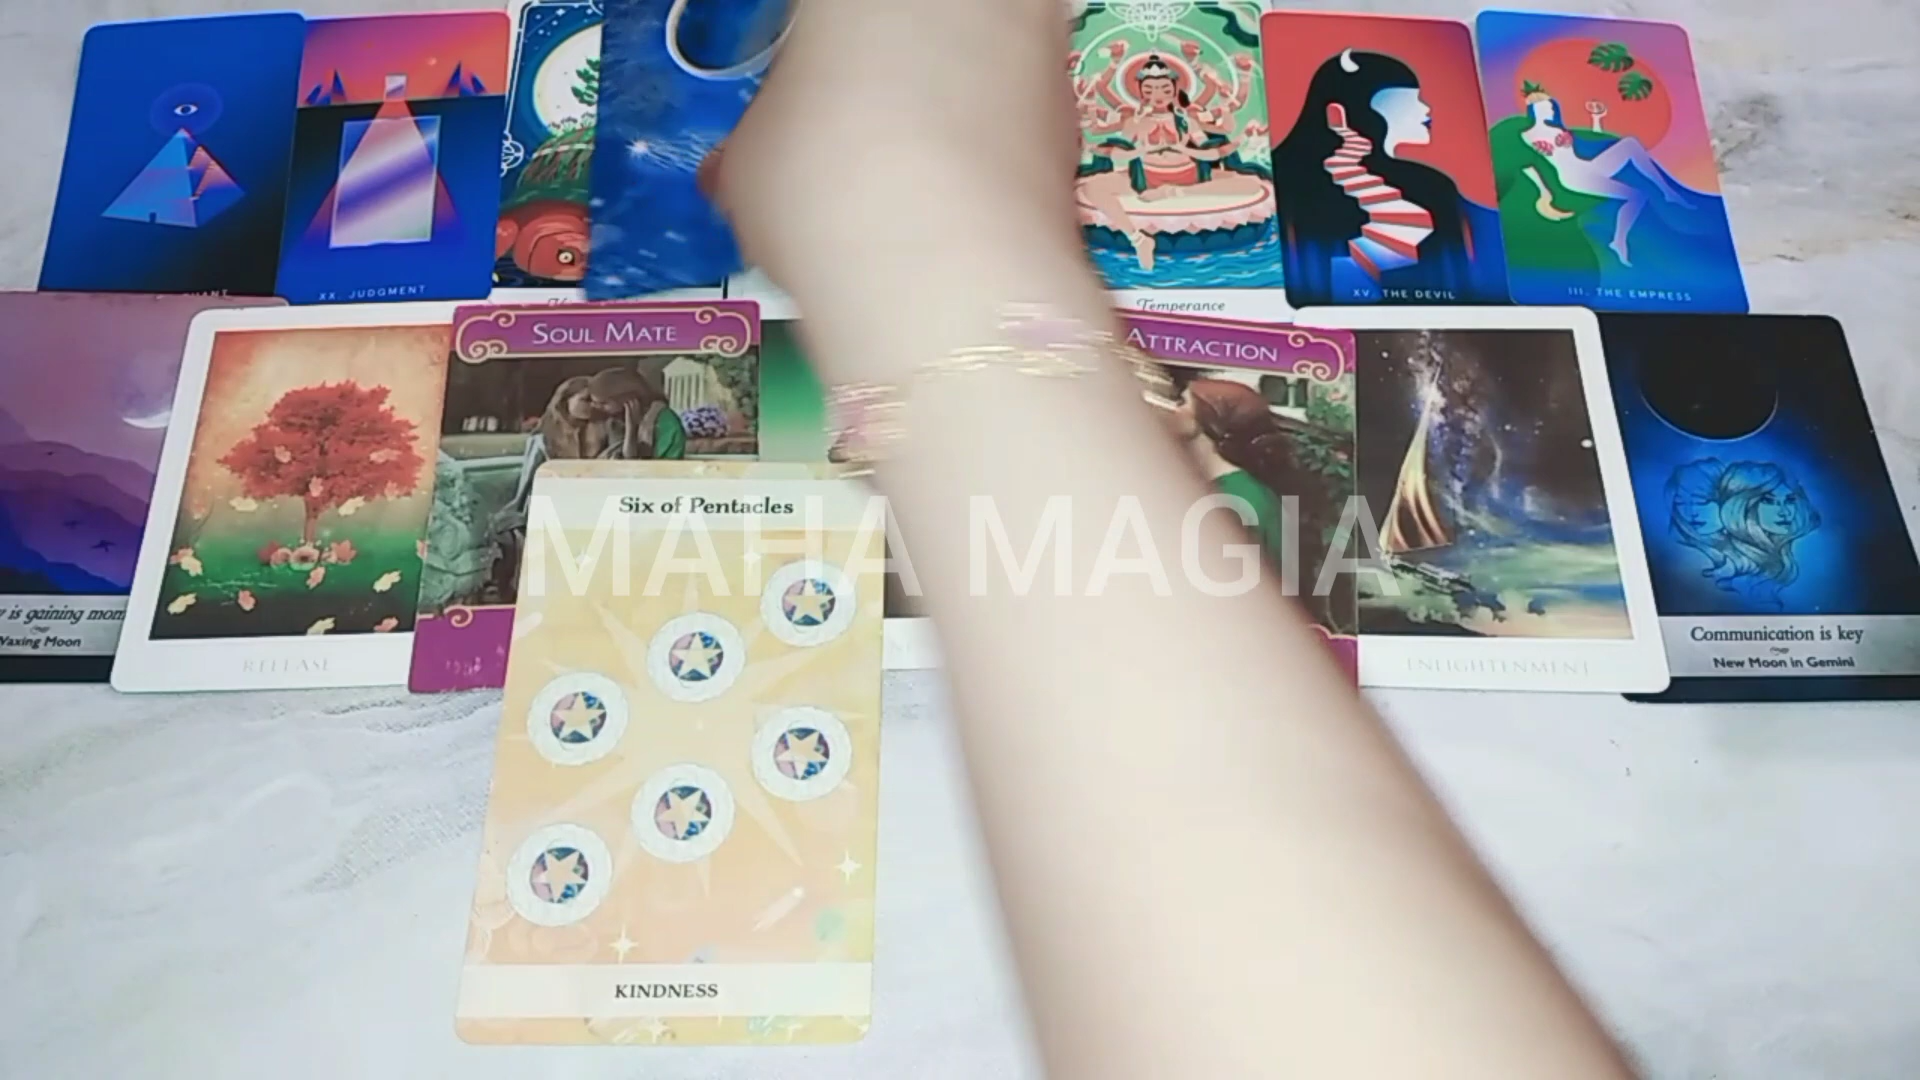 XIV
XX. JUDGMENT
Temperance
XV. THE DEVIL
III. THE EMPRESS
SOUL MATE
ATTRACTION
is gaining
Waxing Moon
RELEASE
ENLIGHTENMENT
Communication is key
New Moon in Gemini
Six of Pentacles
MAHA MAGIA
KINDNESS